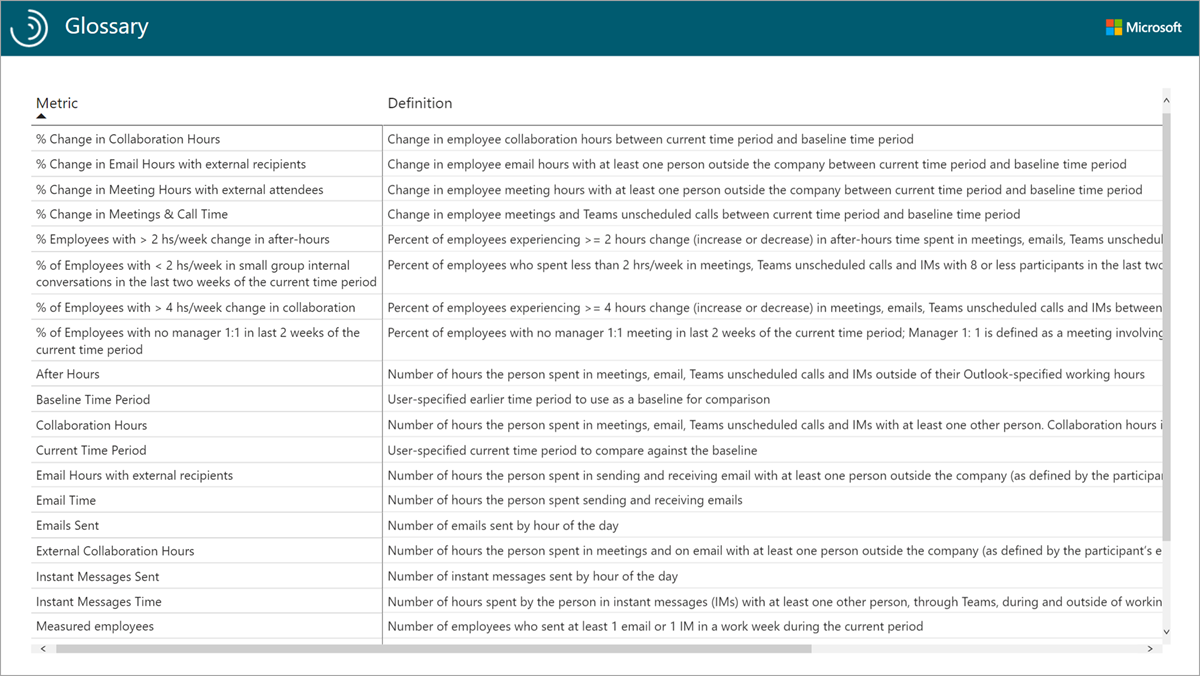 Glossary
Microsoft
Metric
Definition
% Change in Collaboration Hours
Change in employee collaboration hours between current time period and baseline time period
% Change in Email Hours with external recipients
Change in employee email hours with at least one person outside the company between current time period and baseline time period
% Change in Meeting Hours with external attendees
Change in employee meeting hours with at least one person outside the company between current time period and baseline time period
% Change in Meetings & Call Time
Change in employee meetings and Teams unscheduled calls between current time period and baseline time period
% Employees with > 2 hs/week change in after-hours
Percent of employees experiencing >= 2 hours change (increase or decrease) in after-hours time spent in meetings, emails, Teams unschedul
% of Employees with < 2 hs/week in small group internal
conversations in the last two weeks of the current time period
Percent of employees who spent less than 2 hrs/week in meetings, Teams unscheduled calls and IMs with 8 or less participants in the last two
% of Employees with > 4 hs/week change in collaboration
Percent of employees experiencing >= 4 hours change (increase or decrease) in meetings, emails, Teams unscheduled calls and IMs between
% of Employees with no manager 1:1 in last 2 weeks of the
current time period
Percent of employees with no manager 1:1 meeting in last 2 weeks of the current time period; Manager 1: 1 is defined as a meeting involving
After Hours
Number of hours the person spent in meetings, email, Teams unscheduled calls and IMs outside of their Outlook-specified working hours
Baseline Time Period
User-specified earlier time period to use as a baseline for comparison
Collaboration Hours
Number of hours the person spent in meetings, email, Teams unscheduled calls and IMs with at least one other person. Collaboration hours i
Current Time Period
User-specified current time period to compare against the baseline
Email Hours with external recipients
Number of hours the person spent in sending and receiving email with at least one person outside the company (as defined by the participa
Email Time
Number of hours the person spent sending and receiving emails
Emails Sent
Number of emails sent by hour of the day
External Collaboration Hours
Number of hours the person spent in meetings and on email with at least one person outside the company (as defined by the participant's e
Instant Messages Sent
Number of instant messages sent by hour of the day
Instant Messages Time
Number of hours spent by the person in instant messages (IMs) with at least one other person, through Teams, during and outside of workin
Measured employees
Number of employees who sent at least 1 email or 1 IM in a work week during the current period